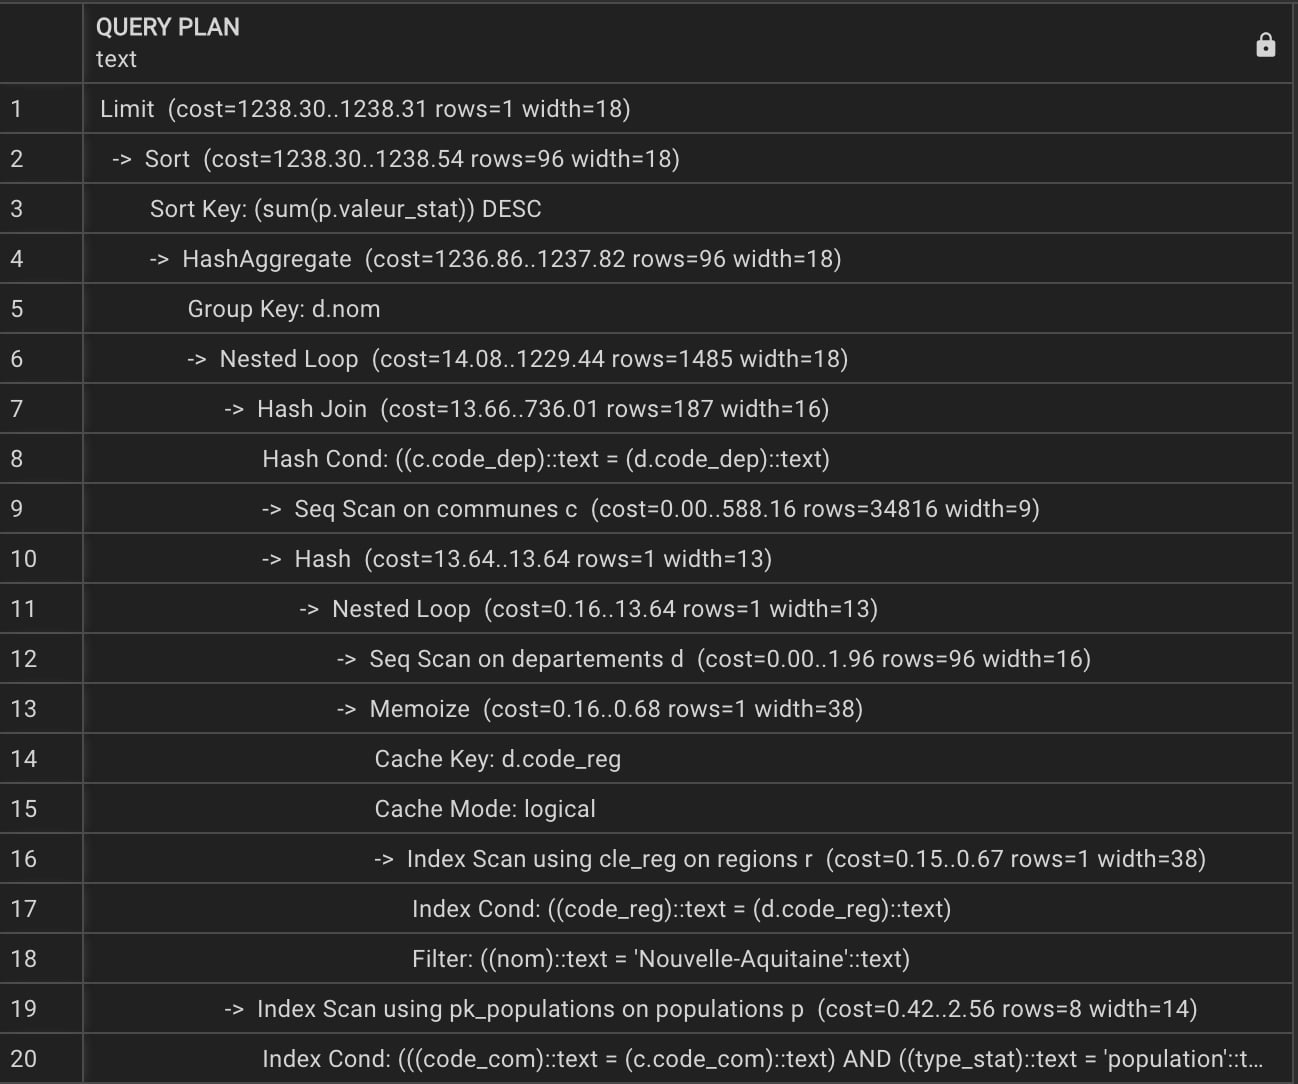 QUERY PLAN
text
1 Limit (cost=1238.30..1238.31 rows=1 width=18)
2 -> Sort (cost=1238.30..1238.54 rows=96 width=18)
3 Sort Key: (sum(p.valeur_stat)) DESC
4 -> HashAggregate (cost=1236.86..1237.82 rows=96 width=18)
5 Group Key: d.nom
6 -> Nested Loop (cost=14.08..1229.44 rows=1485 width=18)
7 -> Hash Join (cost=13.66..736.01 rows=187 width=16)
8 Hash Cond: ((c.code_dep)::text = (d.code_dep)::text)
9 -> Seq Scan on communes c (cost=0.00..588.16 rows=34816 width=9)
10 -> Hash (cost=13.64..13.64 rows=1 width=13)
11 -> Nested Loop (cost=0.16..13.64 rows=1 width=13)
12 -> Seq Scan on departements d (cost=0.00..1.96 rows=96 width=16)
13 -> Memoize (cost=0.16..0.68 rows=1 width=38)
14 Cache Key: d.code_reg
15 Cache Mode: logical
16 -> Index Scan using cle_reg on regions r (cost=0.15..0.67 rows=1 width=38)
17 Index Cond: ((code_reg)::text = (d.code_reg)::text)
18 Filter: ((nom)::text = 'Nouvelle-Aquitaine'::text)
19 -> Index Scan using pk_populations on populations p (cost=0.42..2.56 rows=8 width=14)
20 Index Cond: (((code_com)::text = (c.code_com)::text) AND ((type_stat)::text = 'population'::t...